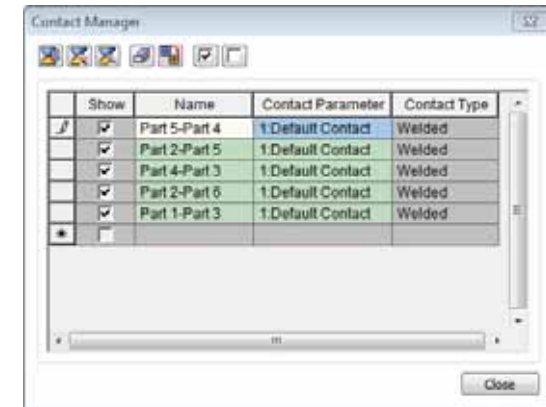 Contact Manager
Show Name Contact Parameter Contact Type
Part 5-Part 4 1:Default Contact Welded
Part 2-Part 5 1:Default Contact Welded
Part 4-Part 3 1:Default Contact Welded
Part 2-Part 6 1:Default Contact Welded
Part 1-Part 3 1:Default Contact Welded
Close